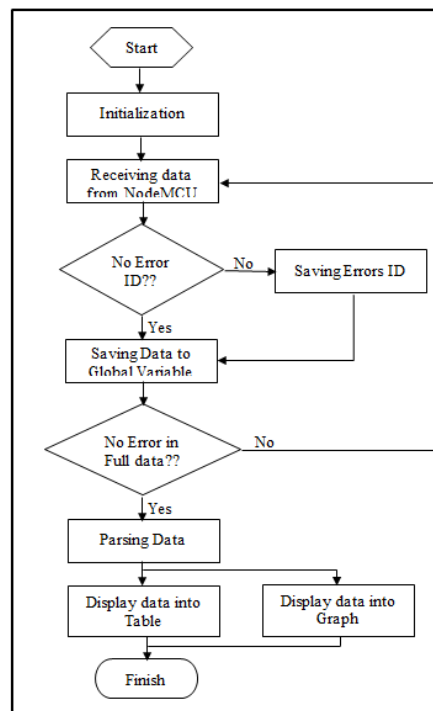 Start
Initialization
Receiving data
from NodeMCU
No Error
ID??
No
Saving Errors ID
Yes
Saving Data to
Global Variable
No Error in
Full data??
No
Yes
Parsing Data
Display data into
Table
Display data into
Graph
Finish